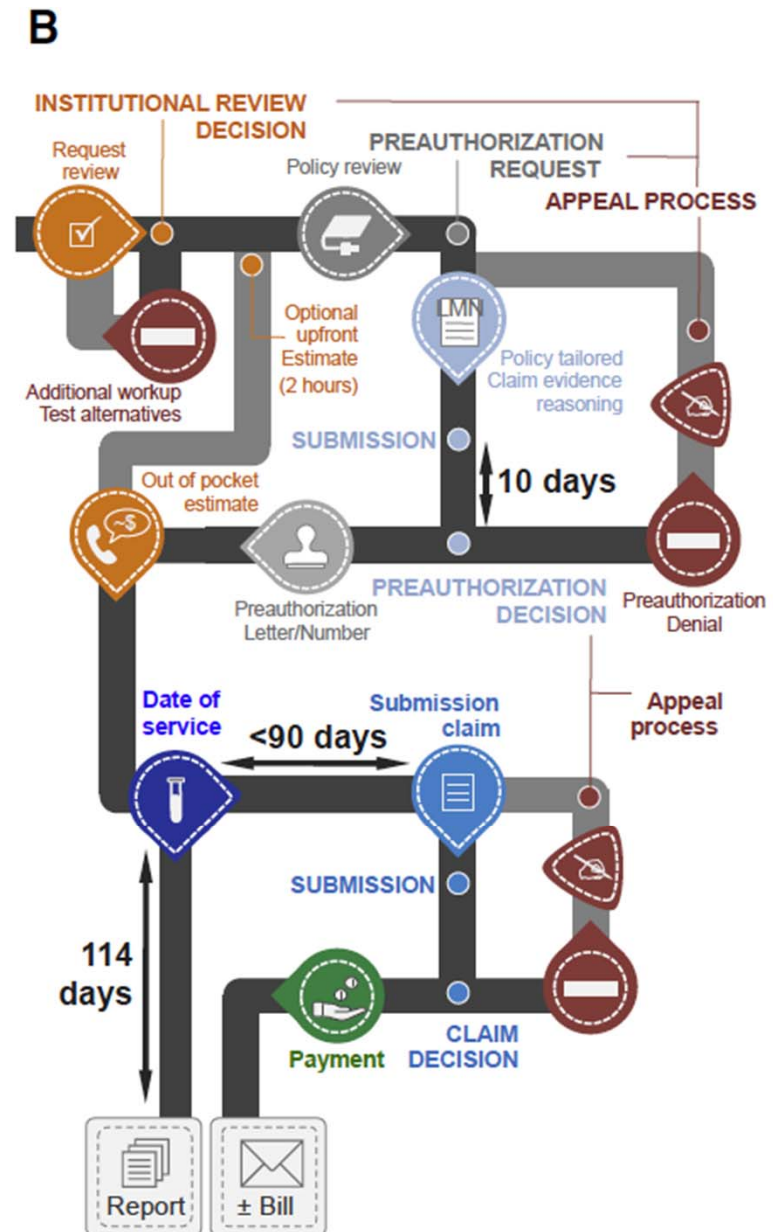 B
INSTITUTIONAL REVIEW
DECISION
Request
review
Policy review
PREAUTHORIZATION
REQUEST
APPEAL PROCESS
LMN
Optional
upfront
Estimate
(2 hours)
Policy tailored
Claim evidence
reasoning
Additional workup
Test alternatives
SUBMISSION
10 days
Out of pocket
estimate
~$
Preauthorization
Letter/Number
PREAUTHORIZATION
DECISION
Preauthorization
Denial
Date of
service
<90 days
Submission
claim
Appeal
process
SUBMISSION
114
days
Payment
CLAIM
DECISION
Report
± Bill